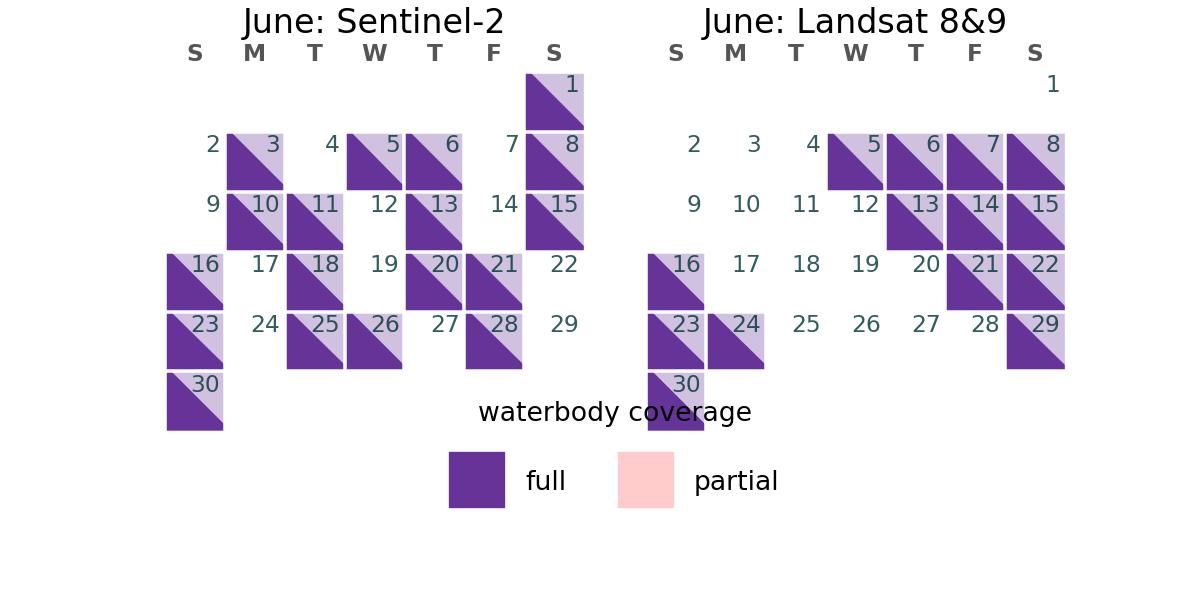 June: Sentinel-2
S M T W T F S
1
2 3 4 5 6 7 8
9 10 11 12 13 14 15
16 17 18 19 20 21 22
23 24 25 26 27 28 29
30
June: Landsat 8&9
S M T W T F S
1
2 3 4 5 6 7 8
9 10 11 12 13 14 15
16 17 18 19 20 21 22
23 24 25 26 27 28 29
30
waterbody coverage
full partial